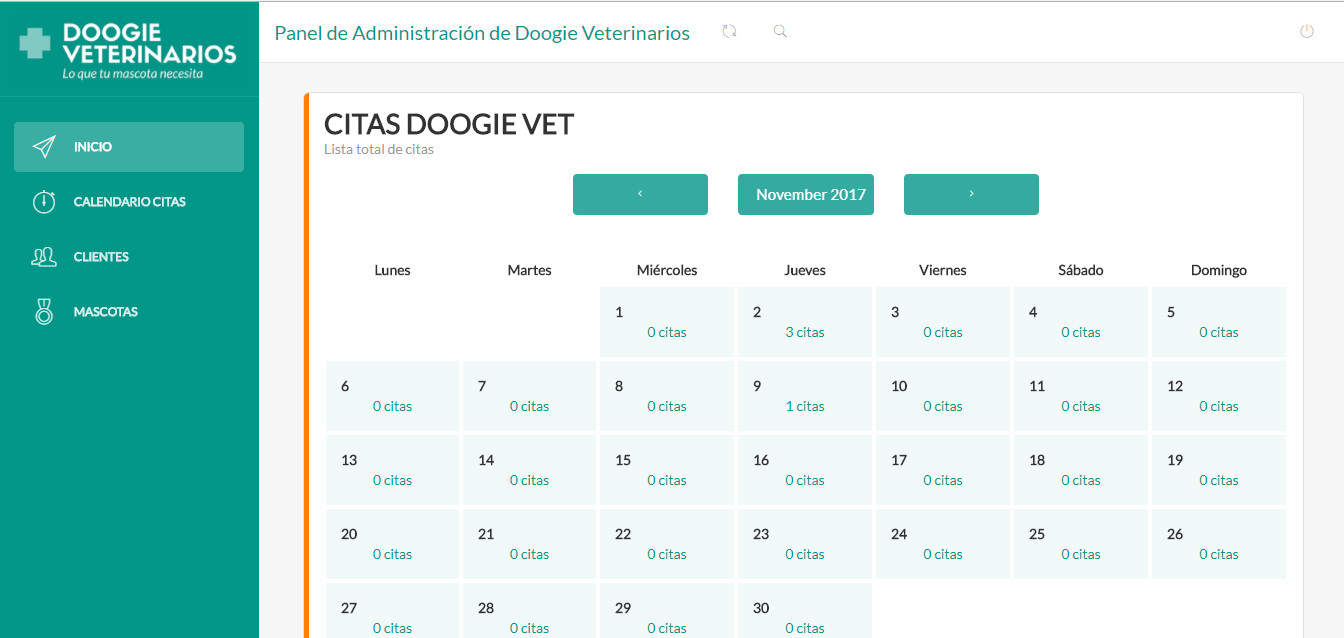 DOOGIE
VETERINARIOS
Lo que tu mascota necesita
Panel de Administración de Doogie Veterinarios
INICIO
CALENDARIO CITAS
CLIENTES
MASCOTAS
CITAS DOOGIE VET
Lista total de citas
‹ November 2017 ›
Lunes Martes Miércoles Jueves Viernes Sábado Domingo
1 2 3 4 5
0 citas 3 citas 0 citas 0 citas 0 citas
6 7 8 9 10 11 12
0 citas 0 citas 0 citas 1 citas 0 citas 0 citas 0 citas
13 14 15 16 17 18 19
0 citas 0 citas 0 citas 0 citas 0 citas 0 citas 0 citas
20 21 22 23 24 25 26
0 citas 0 citas 0 citas 0 citas 0 citas 0 citas 0 citas
27 28 29 30
0 citas 0 citas 0 citas 0 citas